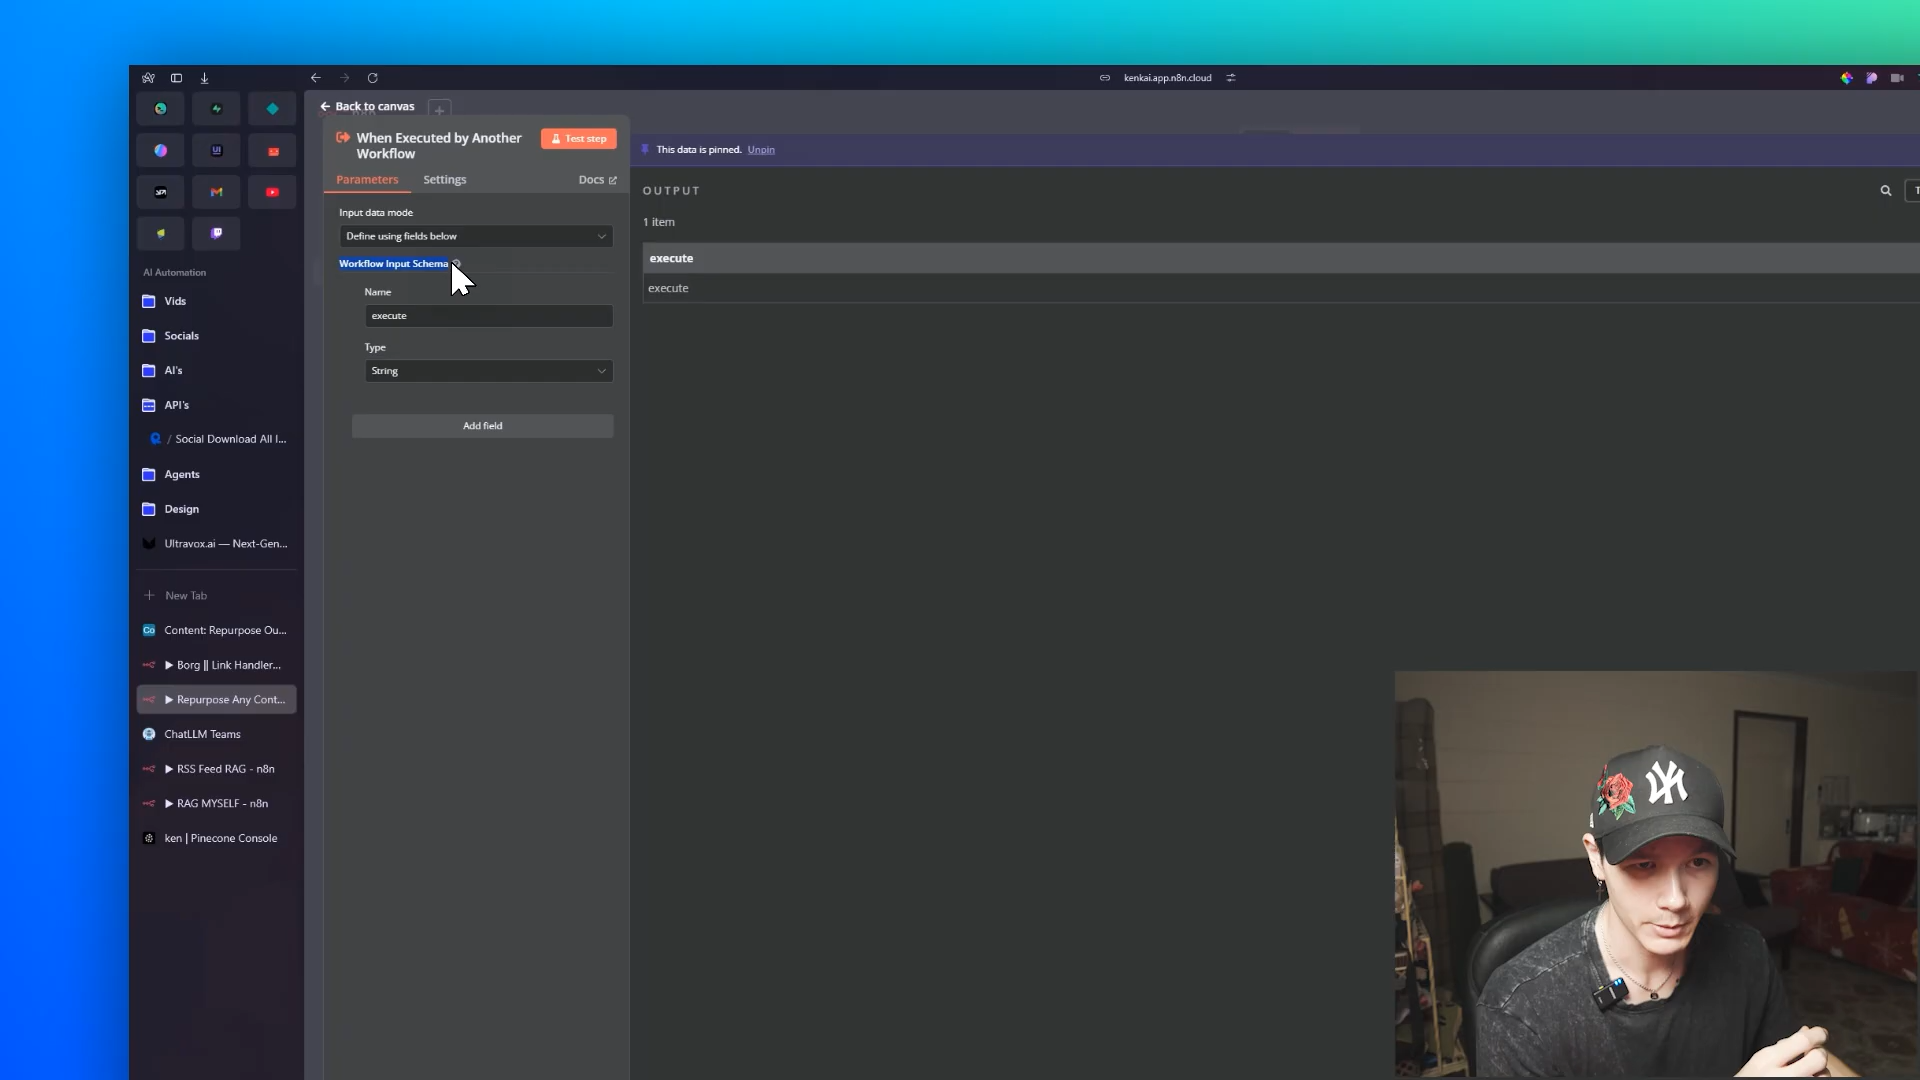 kenkai.app.n8n.cloud
Back to canvas
When Executed by Another
Workflow
Test step
Parameters
Settings
Docs
Input data mode
Define using fields below
Workflow Input Schema
Name
execute
Type
String
Add field
This data is pinned. Unpin
OUTPUT
1 item
execute
execute
UI
AI Automation
Vids
Socials
AI's
API's
/ Social Download All I...
Agents
Design
Ultravox.ai — Next-Gen...
New Tab
Co Content: Repurpose Ou...
Borg || Link Handler...
Repurpose Any Cont...
ChatLLM Teams
RSS Feed RAG - n8n
RAG MYSELF - n8n
ken | Pinecone Console
NY